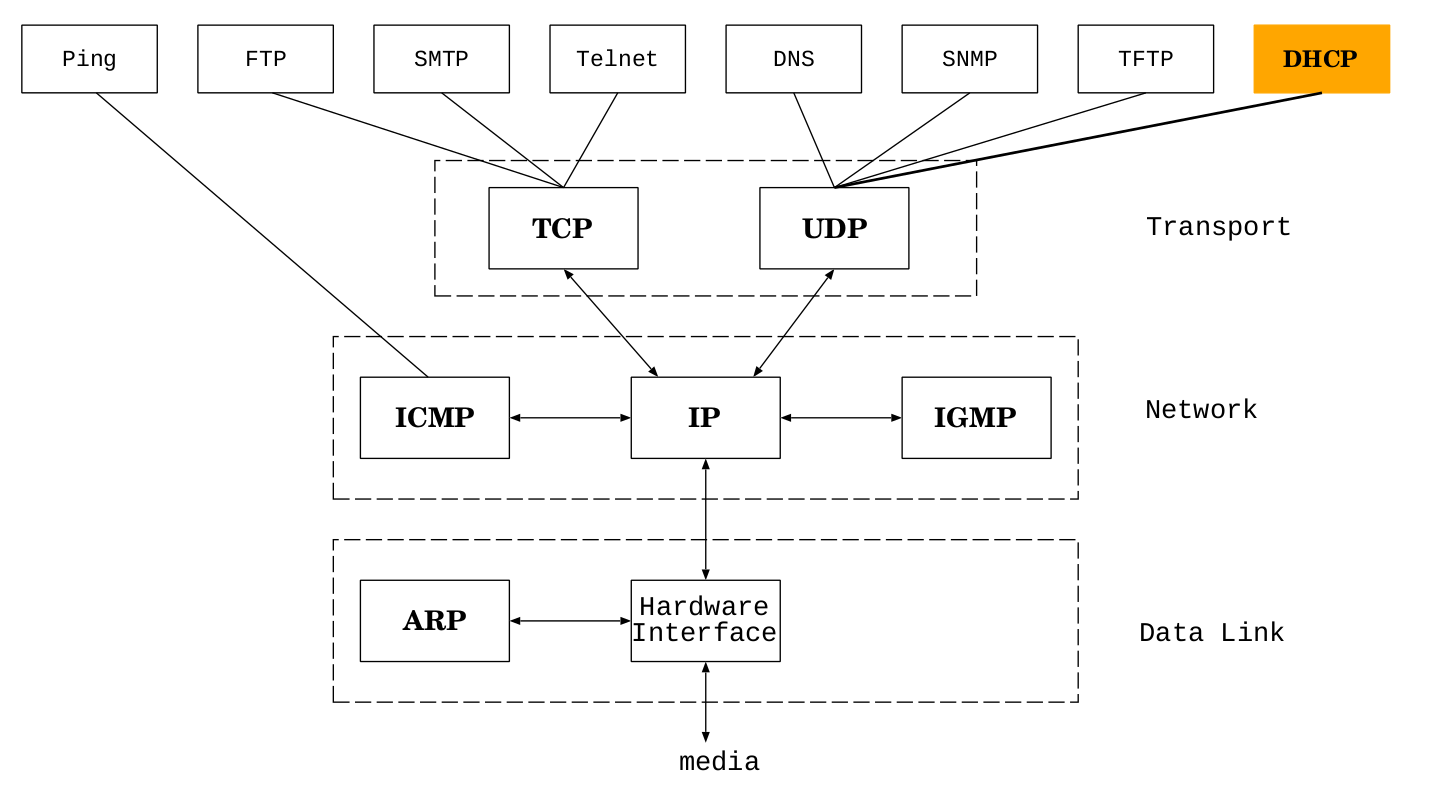 Ping
FTP
SMTP
Telnet
DNS
SNMP
TFTP
DHCP
TCP
UDP
Transport
ICMP
IP
IGMP
Network
ARP
Hardware
Interface
Data Link
media